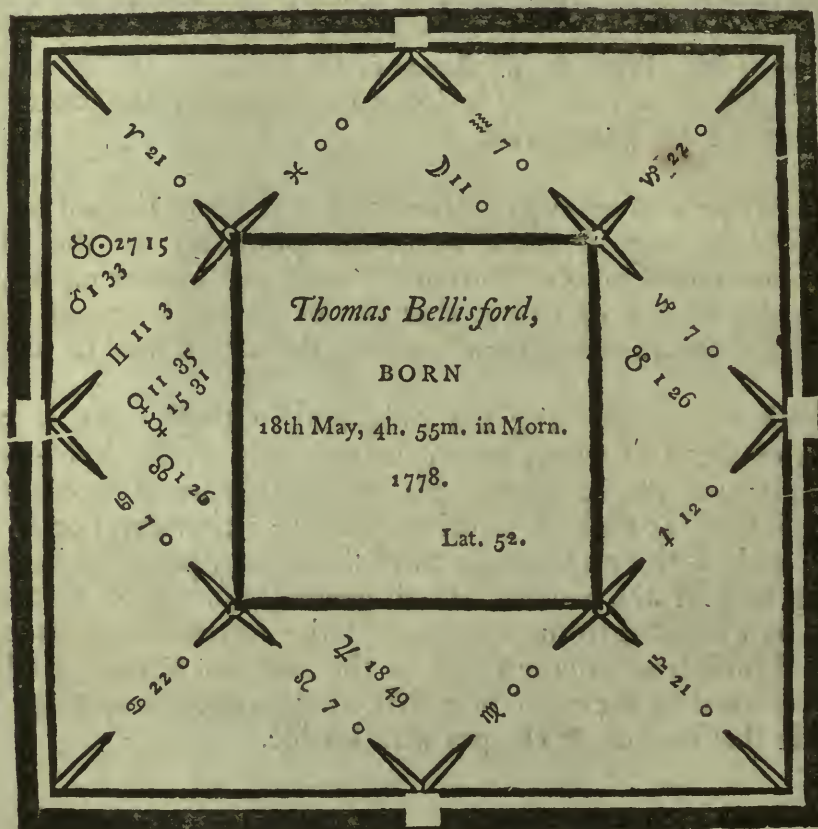 ♈ 21 0
♓ 0 0
♒ 7 0
☽ 11 0
♑ 22 0
♉☉27 15
♂ 1 33
♊ 11 3
♀ 11 35
☿ 15 31
☊ 1 26
♋ 7 0
Thomas Bellisford,
BORN
18th May, 4h. 55m. in Morn.
1778.
Lat. 52.
♑ 7 0
☋ 1 26
♐ 12 0
♋ 22 0
♃ 18 49
♌ 7 0
♍ 0 0
♎ 21 0